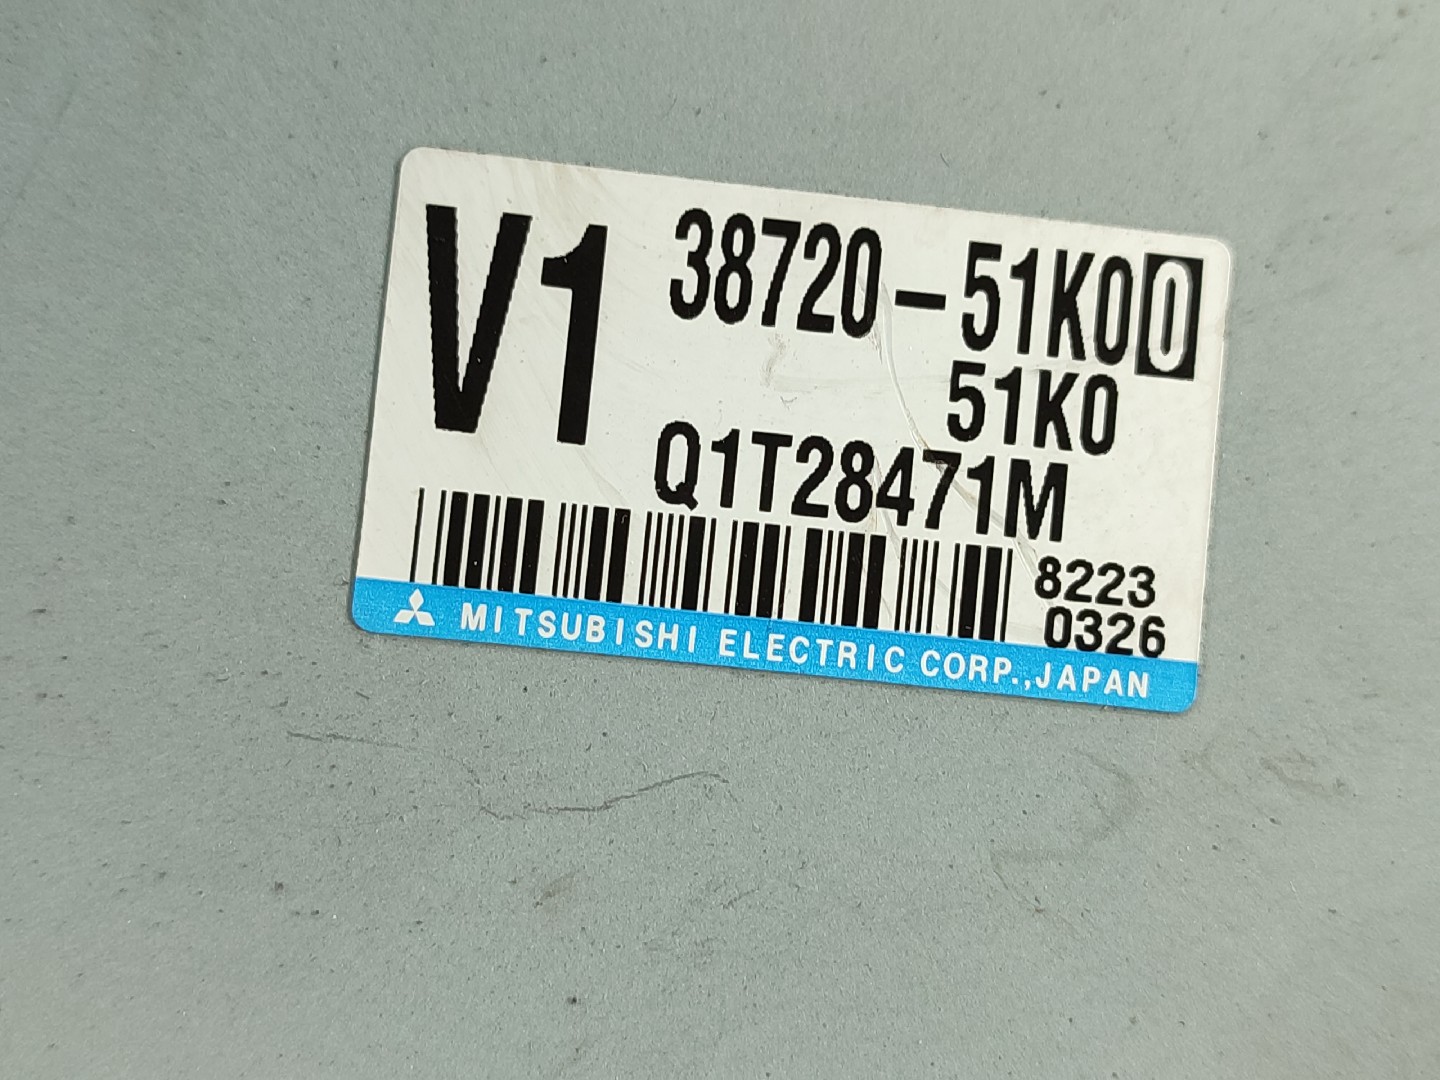 V1 38720-51K00
51K0
Q1T28471M
8223
0326
MITSUBISHI ELECTRIC CORP.,JAPAN